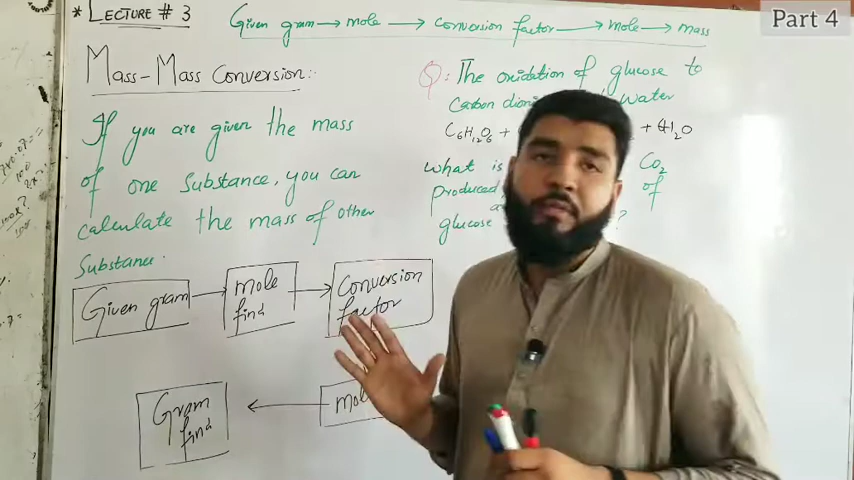 * LECTURE # 3
Given gram → mole → conversion factor → mole → mass
Part 4
Mass-Mass Conversion:
If you are given the mass
of one Substance, you can
calculate the mass of other
Substance.
Given gram → mole find → Conversion factor
mol
Gram find ←
Q: The oxidation of glucose to
Carbon water
C6H12O6 + + H2O
what is CO2
produced of
glucose ?